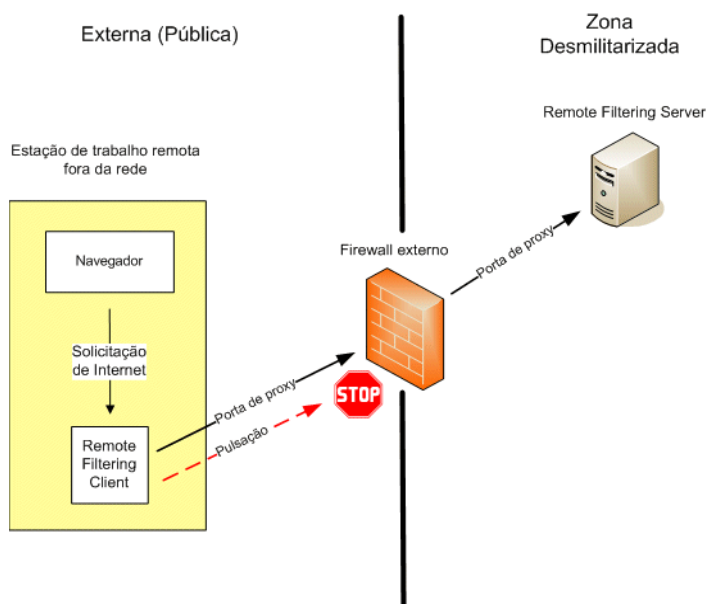 Externa (Pública)
Zona
Desmilitarizada
Remote Filtering Server
Estação de trabalho remota
fora da rede
Navegador
Firewall externo
Porta de proxy
Solicitação
de Internet
STOP
Porta de proxy
Pulsação
Remote
Filtering
Client